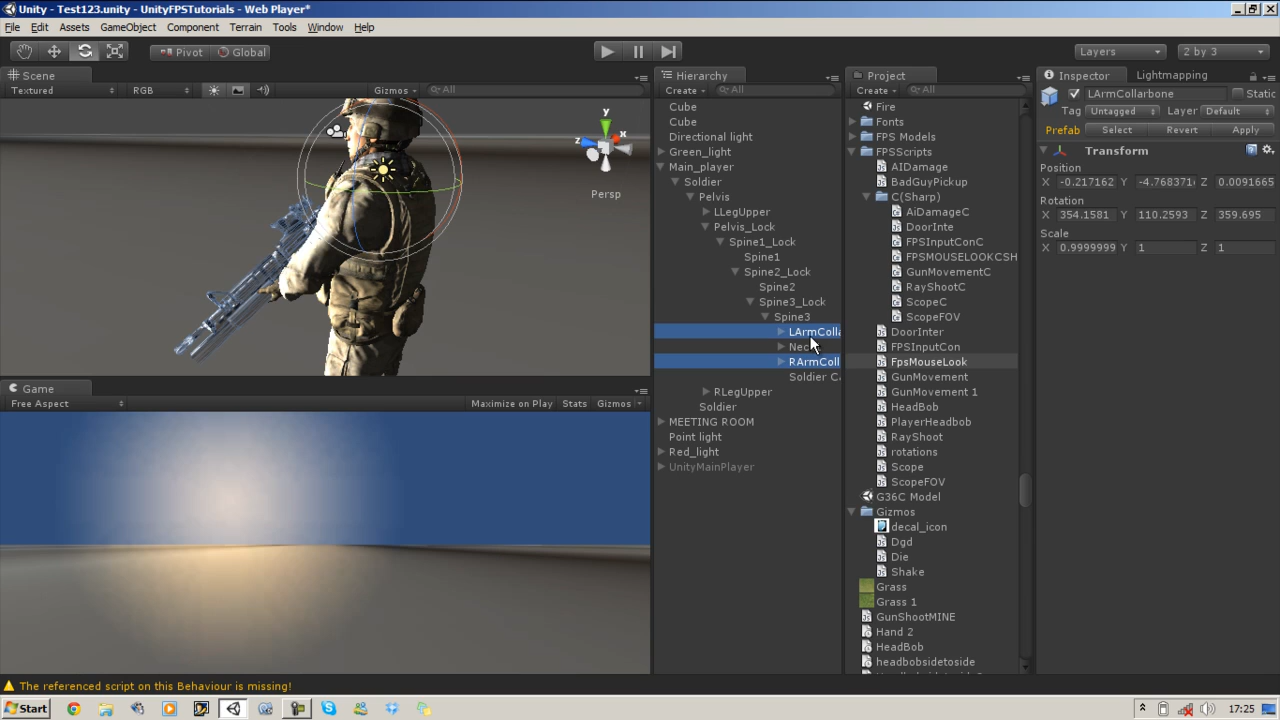 Unity - Test123.unity - UnityFPSTutorials - Web Player*
File Edit Assets GameObject Component Terrain Tools Window Help
Pivot Global Layers 2 by 3
Scene
Textured RGB Gizmos All
y
x
z
Persp
Game
Free Aspect Maximize on Play Stats Gizmos
Hierarchy
Create All
Cube
Cube
Directional light
Green_light
Main_player
Soldier
Pelvis
LLegUpper
Pelvis_Lock
Spine1_Lock
Spine1
Spine2_Lock
Spine2
Spine3_Lock
Spine3
LArmColla
Nec
RArmColl
Soldier C
RLegUpper
Soldier
MEETING ROOM
Point light
Red_light
UnityMainPlayer
Project
Create All
Fire
Fonts
FPS Models
FPSScripts
AIDamage
BadGuyPickup
C(Sharp)
AiDamageC
DoorInte
FPSInputConC
FPSMOUSELOOKCSH
GunMovementC
RayShootC
ScopeC
ScopeFOV
DoorInter
FPSInputCon
FpsMouseLook
GunMovement
GunMovement 1
HeadBob
PlayerHeadbob
RayShoot
rotations
Scope
ScopeFOV
G36C Model
Gizmos
decal_icon
Dgd
Die
Shake
Grass
Grass 1
GunShootMINE
Hand 2
HeadBob
headbobsidetoside
Inspector Lightmapping
LArmCollarbone Static
Tag Untagged Layer Default
Prefab Select Revert Apply
Transform
Position
X -0.217162 Y -4.768371 Z 0.0091665
Rotation
X 354.1581 Y 110.2593 Z 359.695
Scale
X 0.9999999 Y 1 Z 1
The referenced script on this Behaviour is missing!
Start 17:25